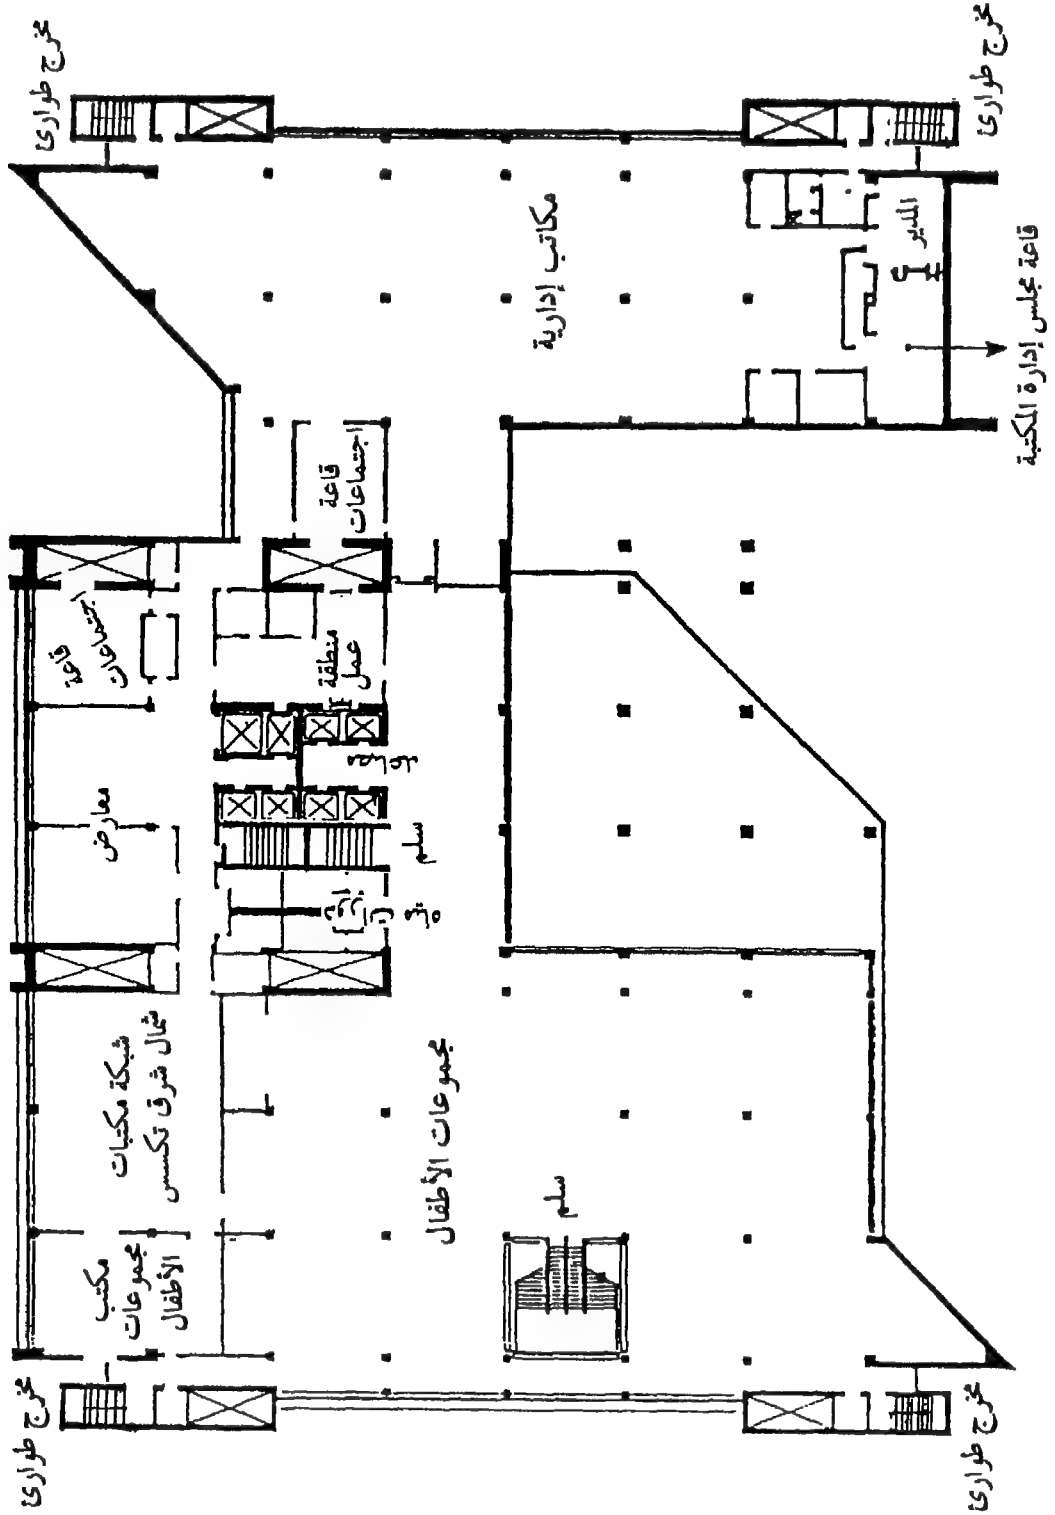 مخرج طوارئ
مخرج طوارئ
مكاتب إدارية
المدير
قاعة مجلس إدارة المكتبة
قاعة
اجتماعات
قاعة
اجتماعات
منطقة
عمل
معارض
سلم
شبكة مكتبات
شمال شرق تكسس
مجموعات الأطفال
سلم
مكتب
مجموعات
الأطفال
مخرج طوارئ
مخرج طوارئ